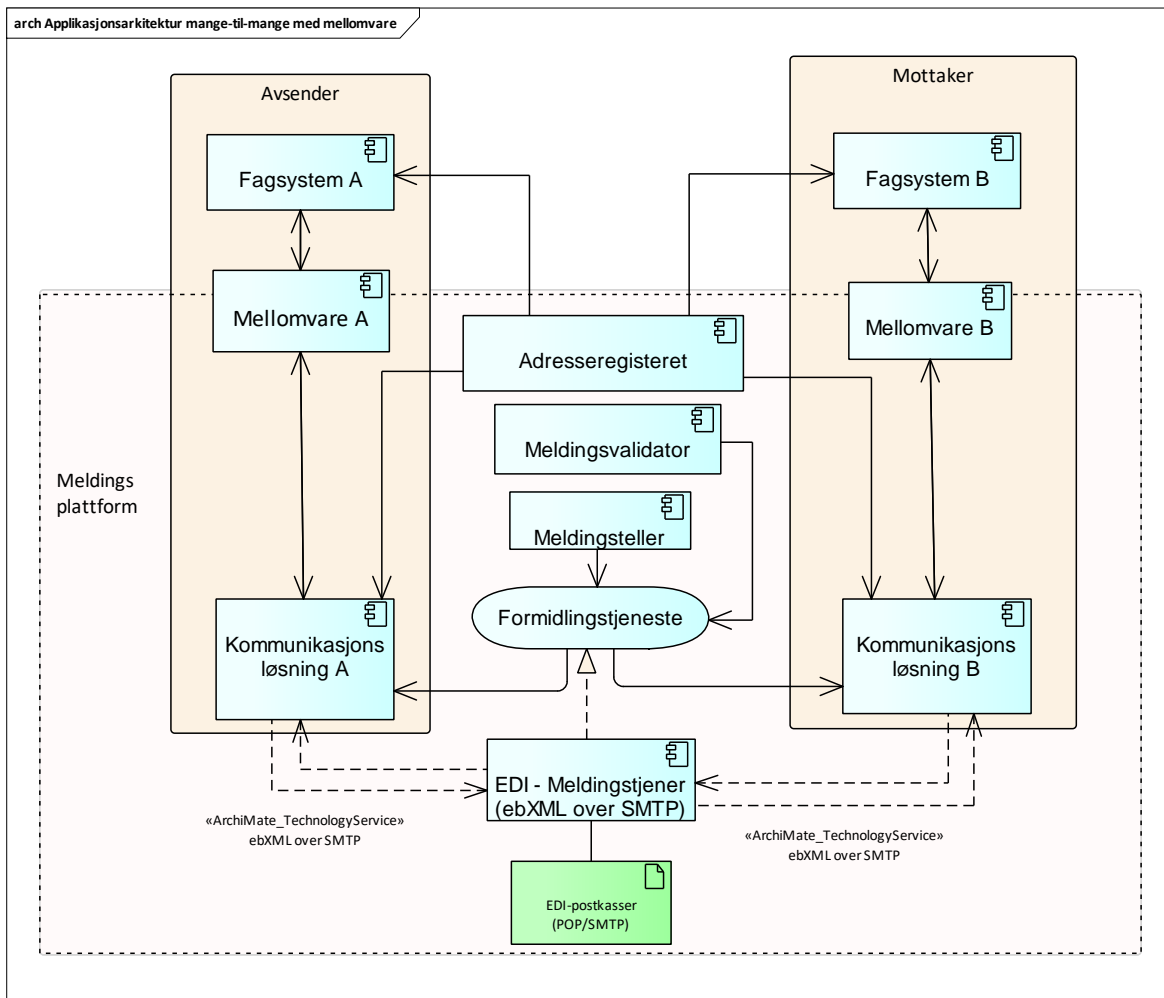 arch Applikasjonsarkitektur mange-til-mange med mellomvare
Avsender
Mottaker
Fagsystem A
Fagsystem B
Mellomvare A
Mellomvare B
Adresseregisteret
Meldingsvalidator
Meldings
plattform
Meldingsteller
Formidlingstjeneste
Kommunikasjons
løsning A
Kommunikasjons
løsning B
EDI - Meldingstjener
(ebXML over SMTP)
«ArchiMate_TechnologyService»
ebXML over SMTP
«ArchiMate_TechnologyService»
ebXML over SMTP
EDI-postkasser
(POP/SMTP)